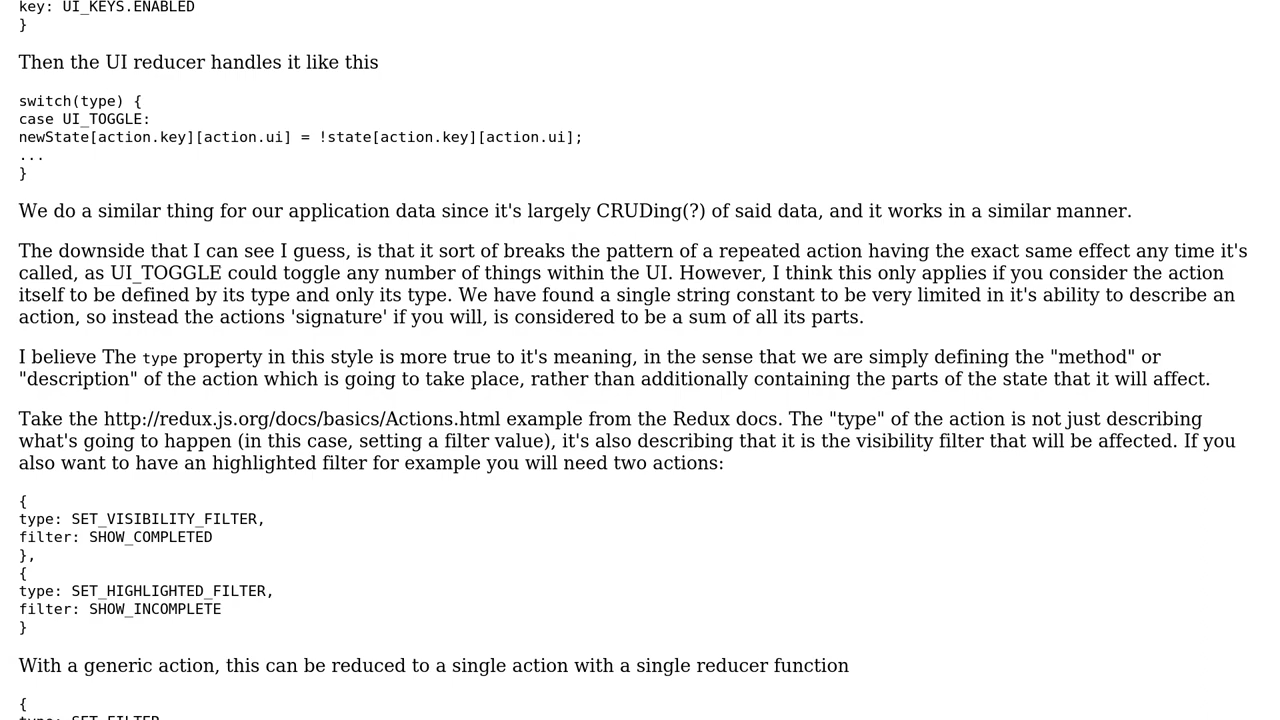 key: UI_KEYS.ENABLED
}
Then the UI reducer handles it like this
switch(type) {
case UI_TOGGLE:
newState[action.key][action.ui] = !state[action.key][action.ui];
...
}
We do a similar thing for our application data since it's largely CRUDing(?) of said data, and it works in a similar manner.
The downside that I can see I guess, is that it sort of breaks the pattern of a repeated action having the exact same effect any time it's
called, as UI_TOGGLE could toggle any number of things within the UI. However, I think this only applies if you consider the action
itself to be defined by its type and only its type. We have found a single string constant to be very limited in it's ability to describe an
action, so instead the actions 'signature' if you will, is considered to be a sum of all its parts.
I believe The type property in this style is more true to it's meaning, in the sense that we are simply defining the "method" or
"description" of the action which is going to take place, rather than additionally containing the parts of the state that it will affect.
Take the http://redux.js.org/docs/basics/Actions.html example from the Redux docs. The "type" of the action is not just describing
what's going to happen (in this case, setting a filter value), it's also describing that it is the visibility filter that will be affected. If you
also want to have an highlighted filter for example you will need two actions:
{
type: SET_VISIBILITY_FILTER,
filter: SHOW_COMPLETED
},
{
type: SET_HIGHLIGHTED_FILTER,
filter: SHOW_INCOMPLETE
}
With a generic action, this can be reduced to a single action with a single reducer function
{
type: SET_FILTER